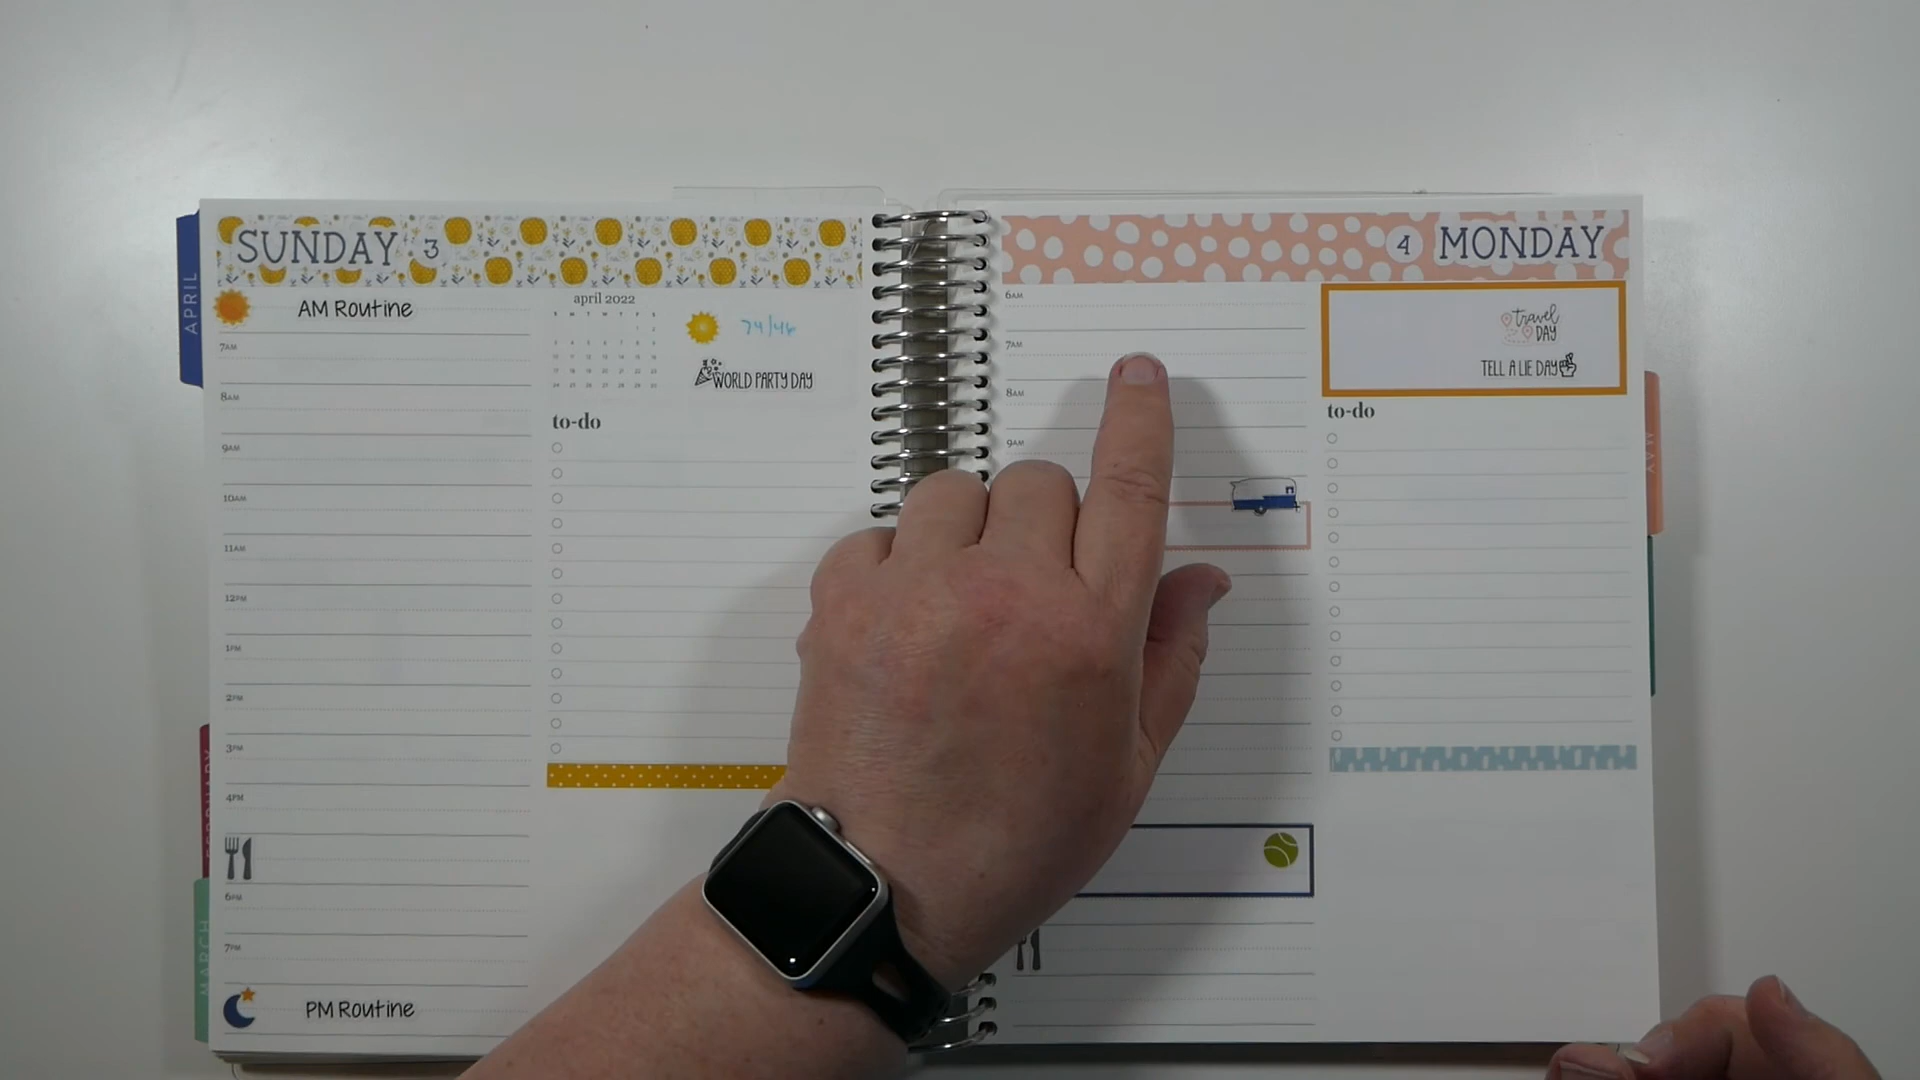 SUNDAY 3
APRIL
AM Routine
7AM
8AM
9AM
10AM
11AM
12PM
1PM
2PM
3PM
4PM
6PM
7PM
PM Routine
MARCH
FEBRUARY
april 2022
S M T W T F S
74/46
WORLD PARTY DAY
to-do
4 MONDAY
6AM
7AM
8AM
9AM
travel
DAY
TELL A LIE DAY
to-do
MAY